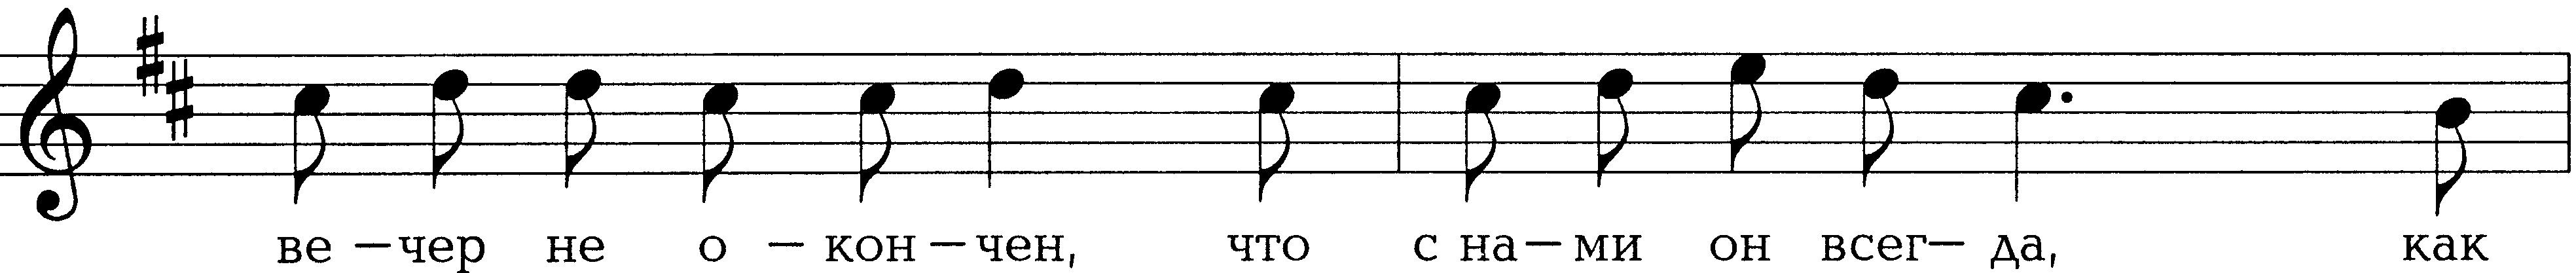 ве — чер не о — кон — чен, что с на — ми он всег — да, как